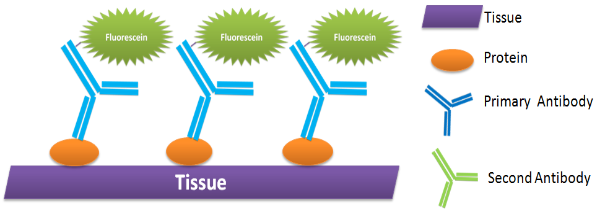 Fluorescein
Fluorescein
Fluorescein
Tissue
Tissue
Protein
Primary Antibody
Second Antibody